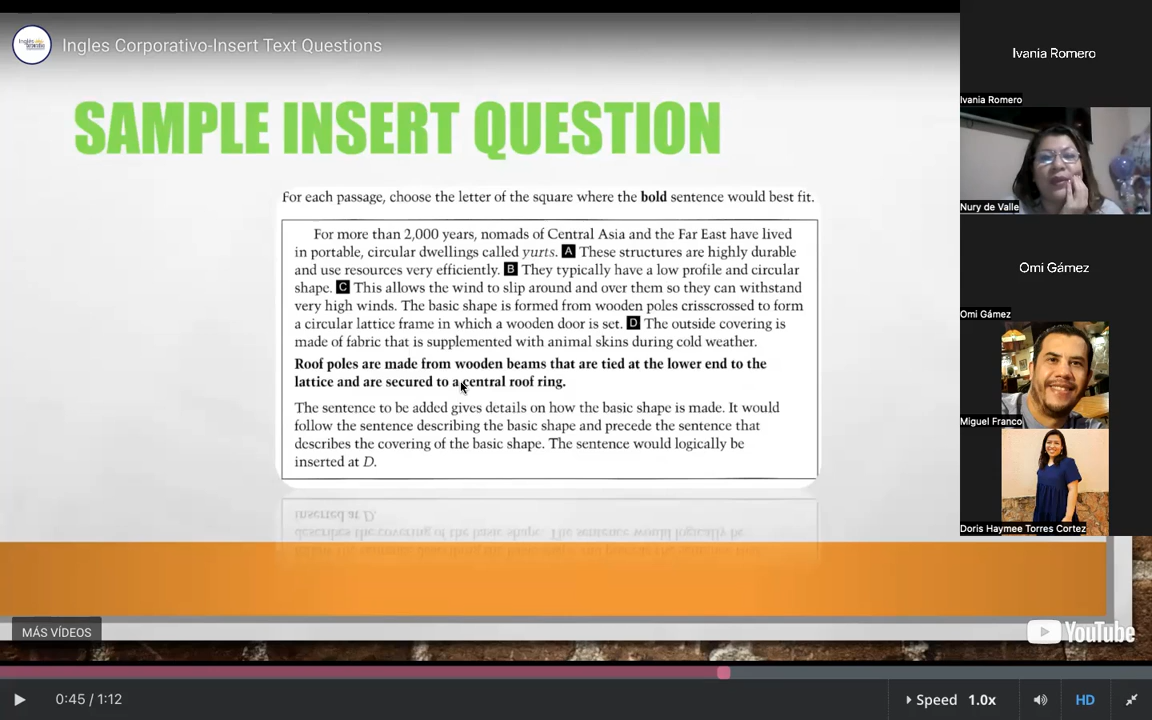 Ingles Corporativo-Insert Text Questions
SAMPLE INSERT QUESTION
For each passage, choose the letter of the square where the bold sentence would best fit.
For more than 2,000 years, nomads of Central Asia and the Far East have lived
in portable, circular dwellings called yurts. A These structures are highly durable
and use resources very efficiently. B They typically have a low profile and circular
shape. C This allows the wind to slip around and over them so they can withstand
very high winds. The basic shape is formed from wooden poles crisscrossed to form
a circular lattice frame in which a wooden door is set. D The outside covering is
made of fabric that is supplemented with animal skins during cold weather.
Roof poles are made from wooden beams that are tied at the lower end to the
lattice and are secured to a central roof ring.
The sentence to be added gives details on how the basic shape is made. It would
follow the sentence describing the basic shape and precede the sentence that
describes the covering of the basic shape. The sentence would logically be
inserted at D.
MÁS VÍDEOS
YouTube
0:45 / 1:12
Speed 1.0x
HD
Ivania Romero
Ivania Romero
Nury de Valle
Omi Gámez
Omi Gámez
Miguel Franco
Doris Haymee Torres Cortez